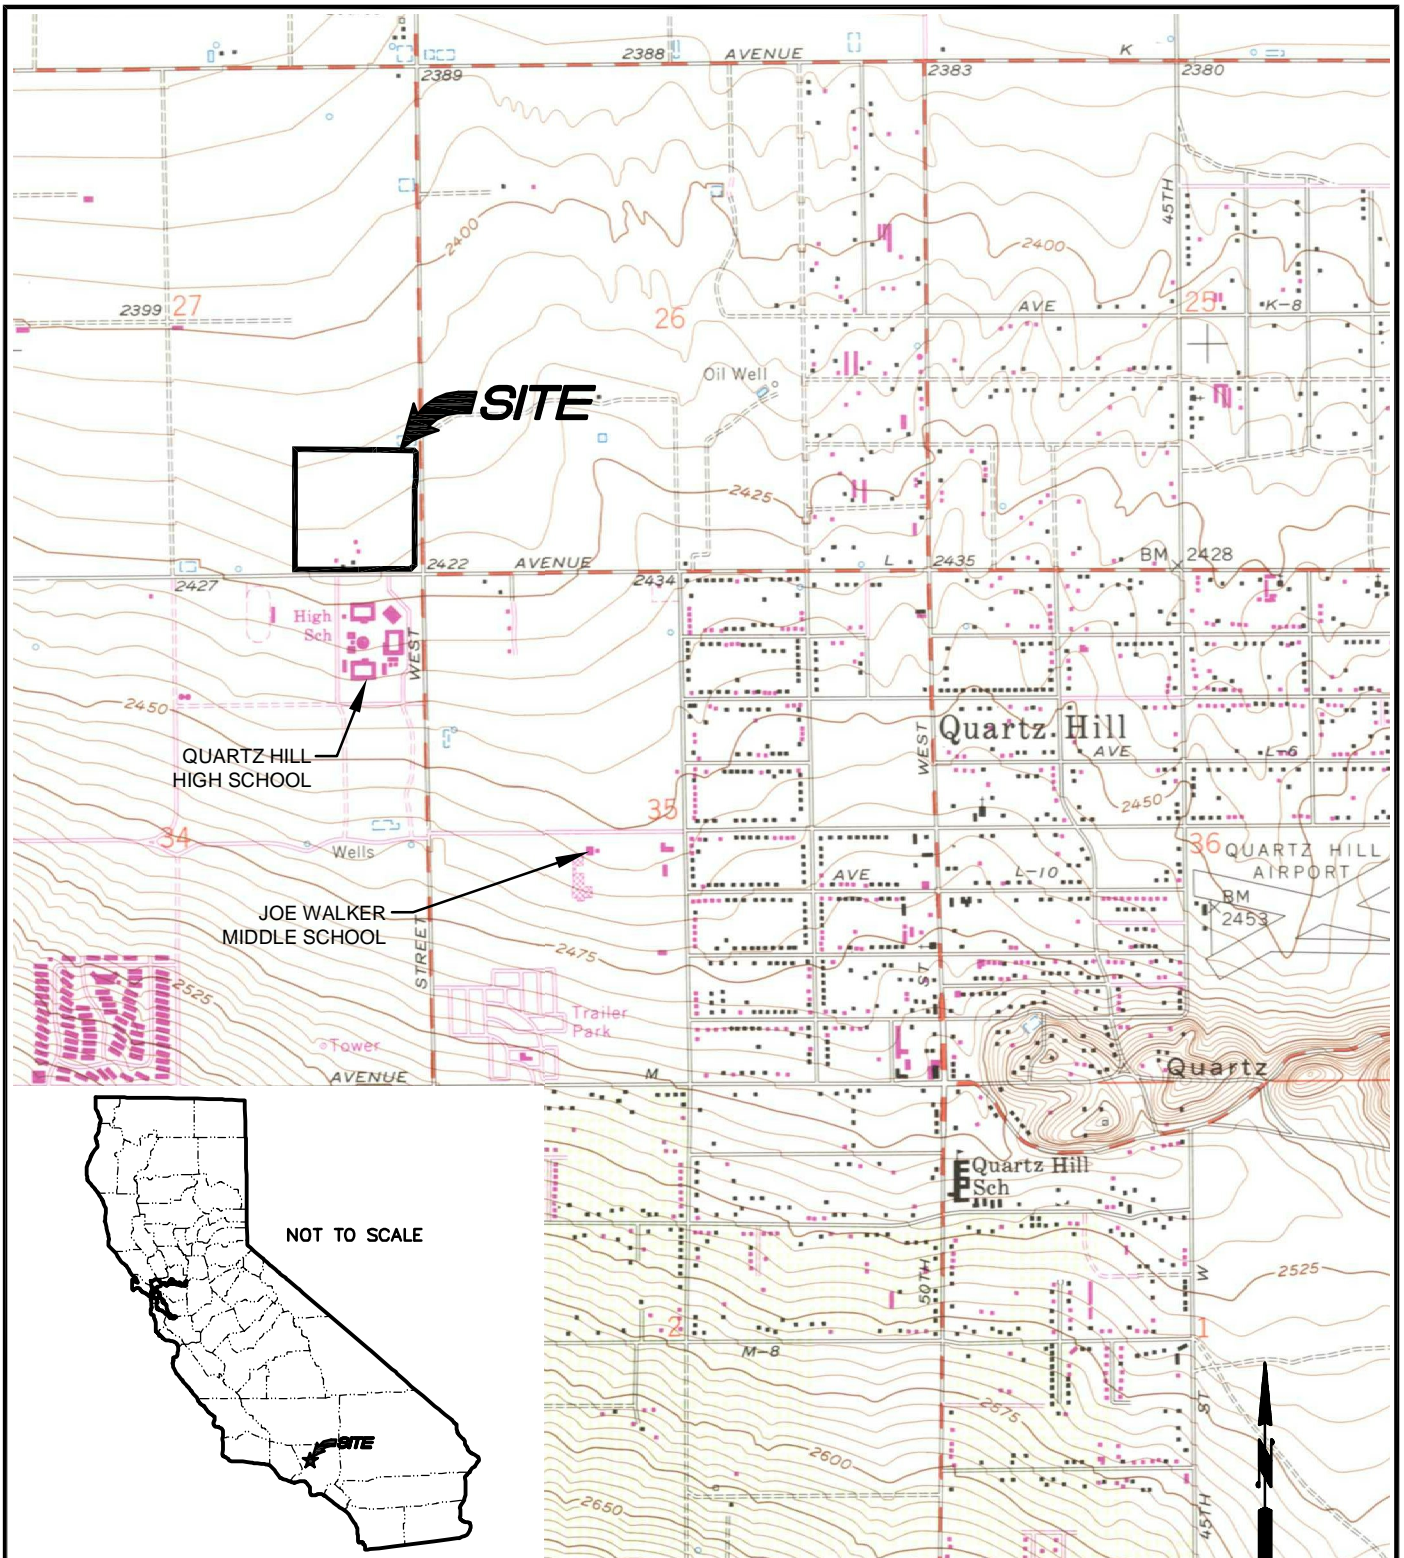 2388
AVENUE
K
2389
2383
2380
45TH
2400
2400
2399
27
26
AVE
25
K-8
Oil Well
SITE
2425
2422
AVENUE
L
2435
BM
2428
2427
2434
High
Sch
WEST
2450
QUARTZ HILL
HIGH SCHOOL
WEST
Quartz Hill
AVE
L-6
2450
34
35
Wells
36
QUARTZ HILL
AIRPORT
AVE
L-10
BM
2453
JOE WALKER
MIDDLE SCHOOL
STREET
2475
ST
2525
Trailer
Park
Tower
AVENUE
M
Quartz
NOT TO SCALE
Quartz Hill
Sch
50TH
W
2525
2
1
M-8
ST
2575
SITE
2600
N
2650
45TH